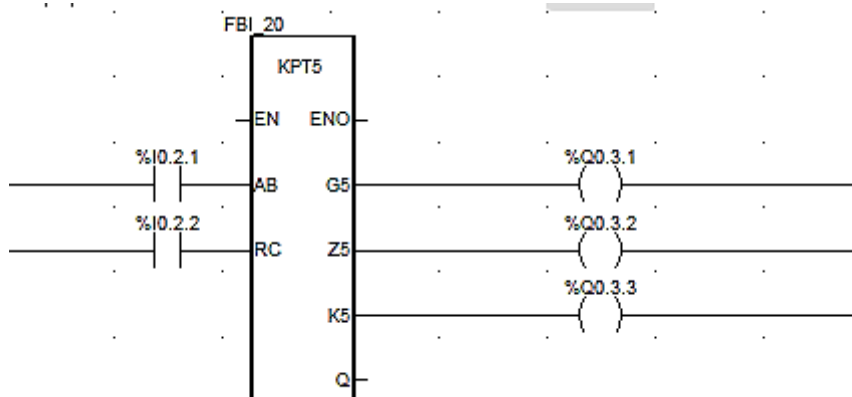 FBI_20
KPT5
EN ENO
%I0.2.1 %Q0.3.1
AB G5
%I0.2.2 %Q0.3.2
RC Z5
%Q0.3.3
K5
Q